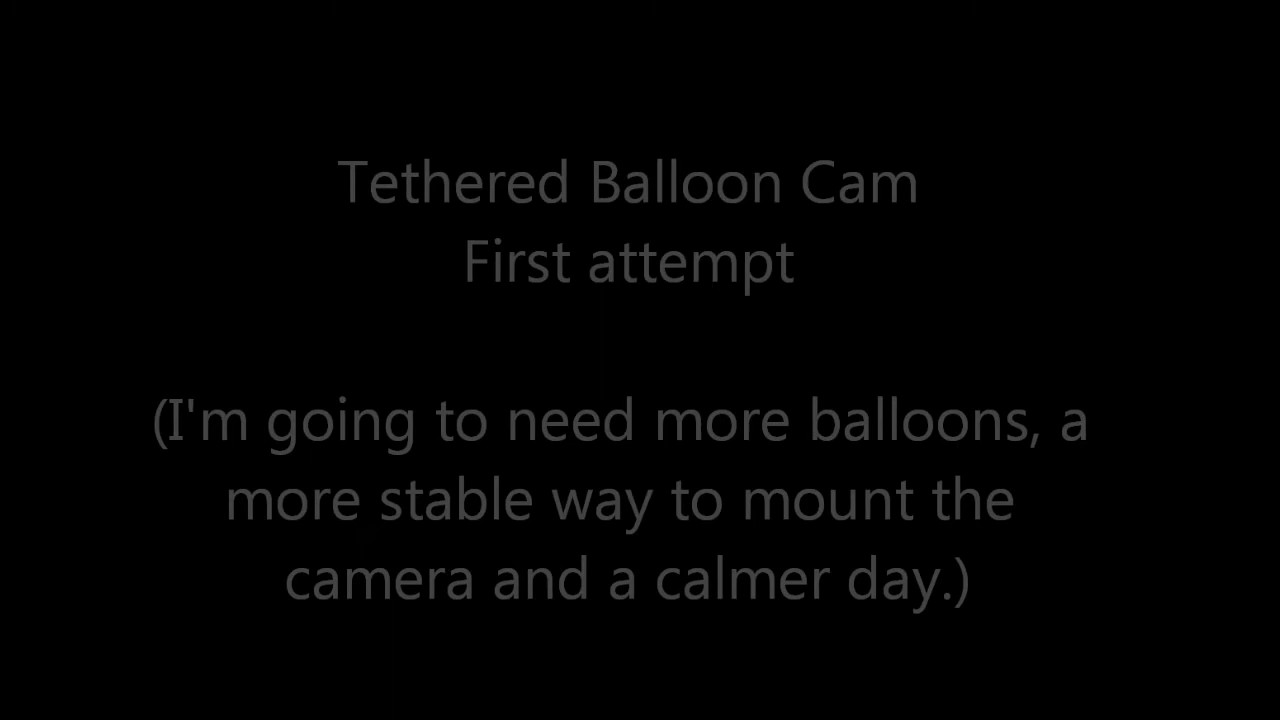 Tethered Balloon Cam
First attempt
(I'm going to need more balloons, a
more stable way to mount the
camera and a calmer day.)